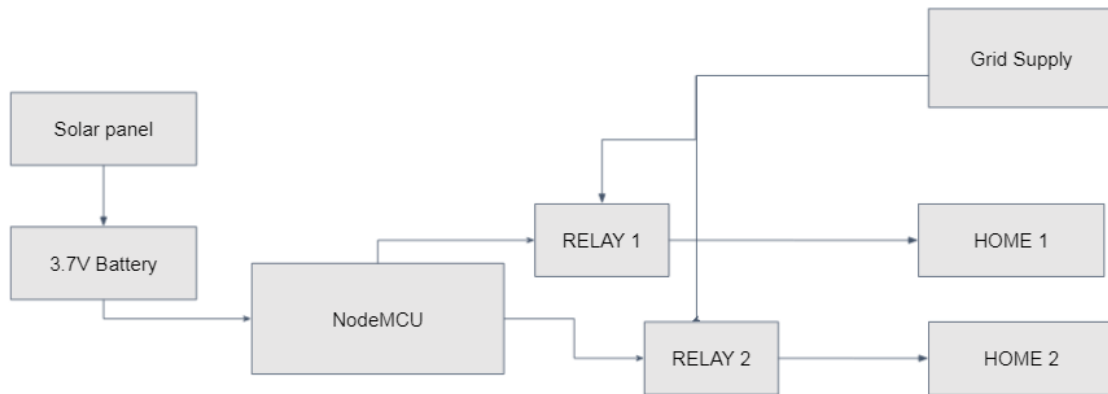 Grid Supply
Solar panel
RELAY 1
HOME 1
3.7V Battery
NodeMCU
RELAY 2
HOME 2